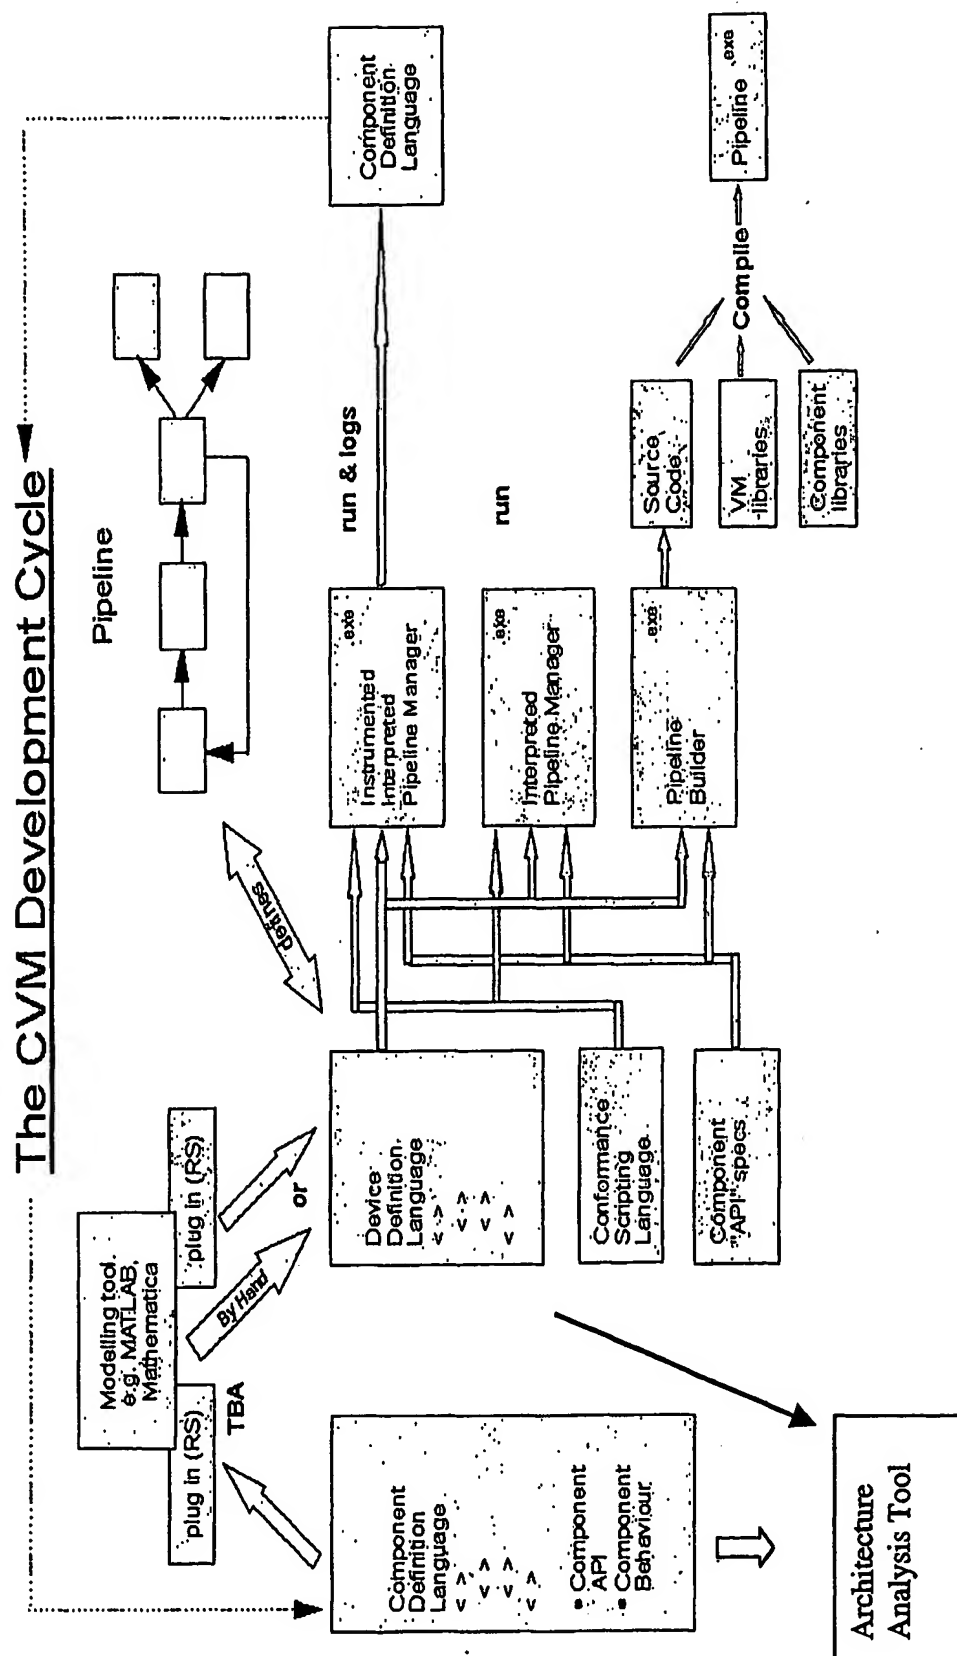 The CVM Development Cycle
Modelling tool
e.g. MATLAB,
Mathematica
plug in (RS)
plug in (RS)
TBA
By Hand
or
defines
Pipeline
Component
Definition
Language
< >
< >
< >
< >
• Component
API
• Component
Behaviour
Device
Definition
Language
< >
< >
< >
< >
Conformance
Scripting
Language
Component
"API" specs
Instrumented
Interpreted
Pipeline Manager
.exe
Interpreted
Pipeline Manager
.exe
Pipeline
Builder
.exe
run & logs
run
Component
Definition
Language
Source
Code
VM
libraries
Component
libraries
Compile
Pipeline
.exe
Architecture
Analysis Tool